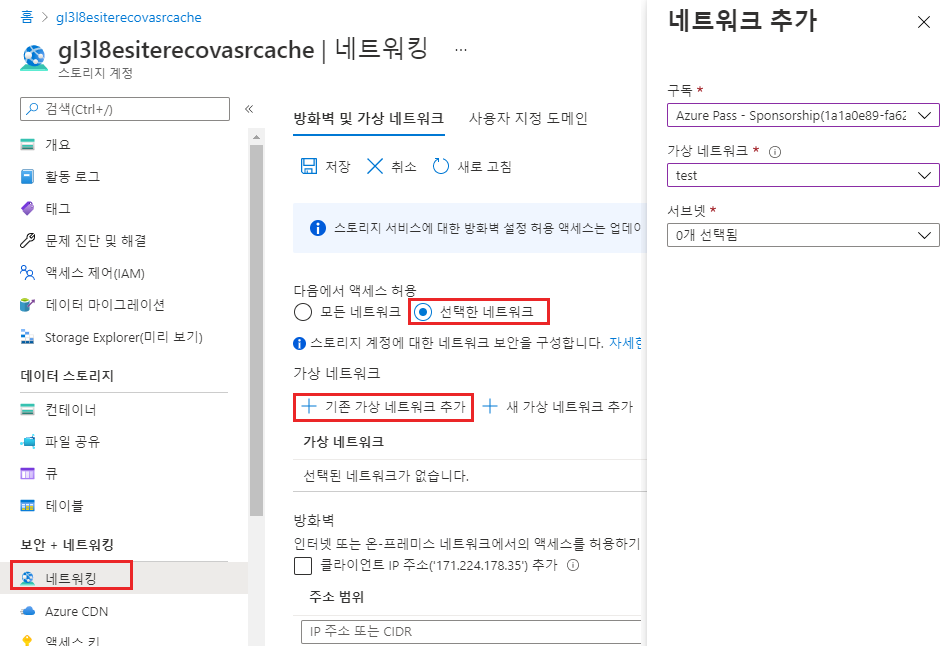 홈 > gl3l8esiterecovasrcache
gl3l8esiterecovasrcache | 네트워킹 ...
스토리지 계정
검색(Ctrl+/)
«
개요
활동 로그
태그
문제 진단 및 해결
액세스 제어(IAM)
데이터 마이그레이션
Storage Explorer(미리 보기)
데이터 스토리지
컨테이너
파일 공유
큐
테이블
보안 + 네트워킹
네트워킹
Azure CDN
액세스 키
방화벽 및 가상 네트워크 사용자 지정 도메인
저장 취소 새로 고침
스토리지 서비스에 대한 방화벽 설정 허용 액세스는 업데이
다음에서 액세스 허용
모든 네트워크 선택한 네트워크
스토리지 계정에 대한 네트워크 보안을 구성합니다. 자세한
가상 네트워크
+ 기존 가상 네트워크 추가 + 새 가상 네트워크 추가
가상 네트워크
선택된 네트워크가 없습니다.
방화벽
인터넷 또는 온-프레미스 네트워크에서의 액세스를 허용하기
클라이언트 IP 주소('171.224.178.35') 추가
주소 범위
IP 주소 또는 CIDR
네트워크 추가
구독 *
Azure Pass - Sponsorship(1a1a0e89-fa62
가상 네트워크 *
test
서브넷 *
0개 선택됨